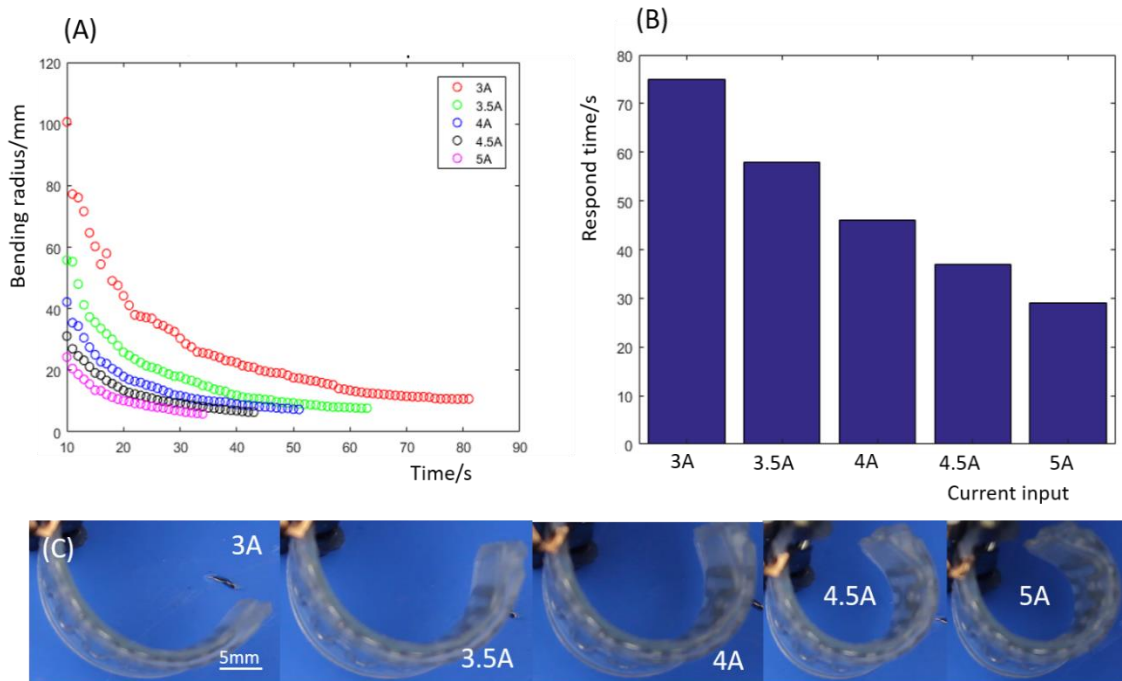 (A)
120
100
80
60
40
20
0
Bending radius/mm
3A
3.5A
4A
4.5A
5A
10 20 30 40 50 60 70 80 90
Time/s
(B)
80
70
60
50
40
30
20
10
0
Respond time/s
3A 3.5A 4A 4.5A 5A
Current input
(C)
3A
5mm
3.5A
4A
4.5A
5A